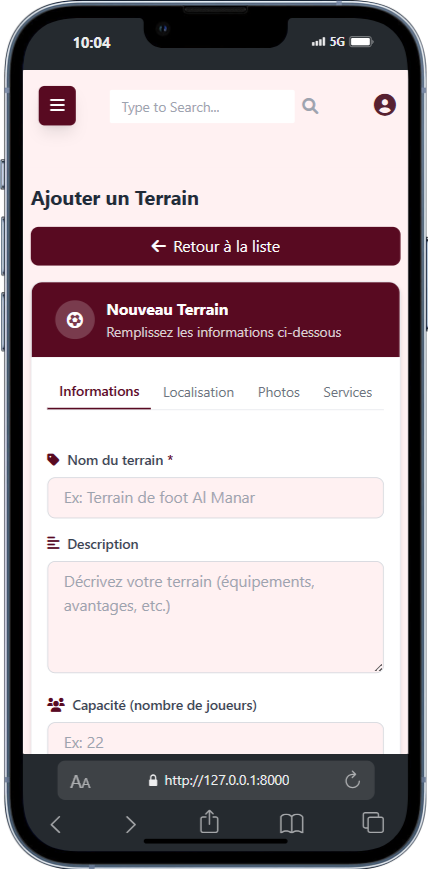 10:04
5G
Type to Search...
Ajouter un Terrain
Retour à la liste
Nouveau Terrain
Remplissez les informations ci-dessous
Informations Localisation Photos Services
Nom du terrain *
Ex: Terrain de foot Al Manar
Description
Décrivez votre terrain (équipements,
avantages, etc.)
Capacité (nombre de joueurs)
Ex: 22
AA http://127.0.0.1:8000